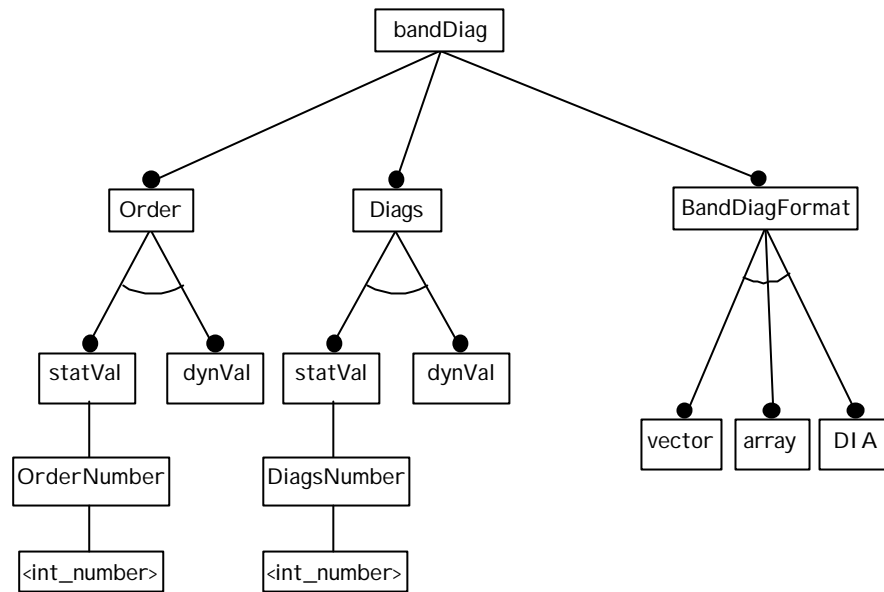 bandDiag
Order
Diags
BandDiagFormat
statVal
dynVal
statVal
dynVal
vector
array
DIA
OrderNumber
DiagsNumber
<int_number>
<int_number>